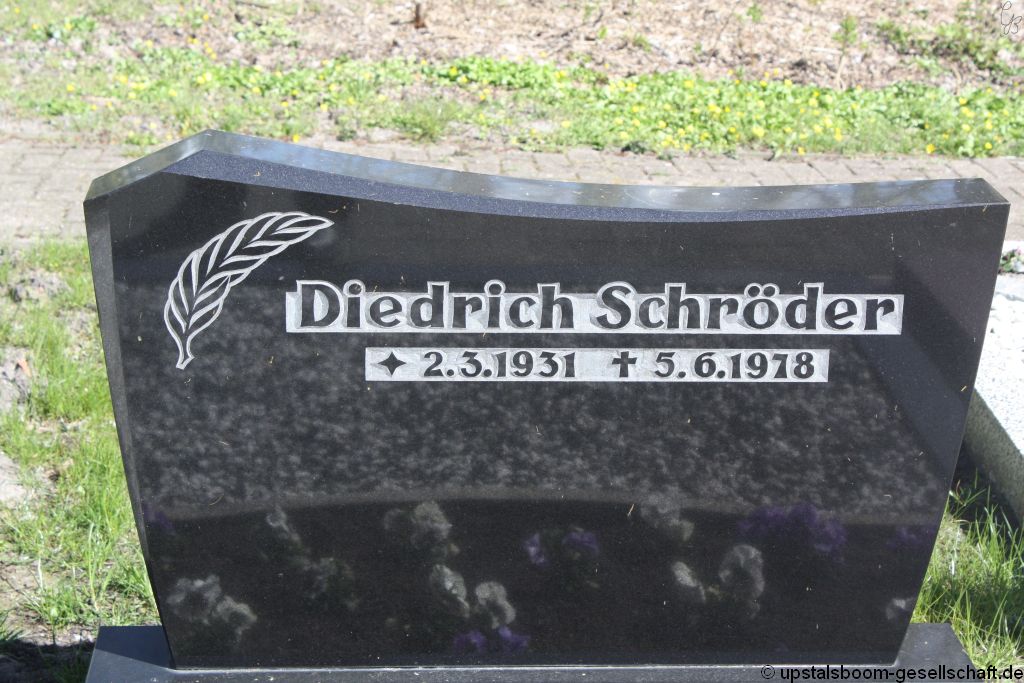 Diedrich Schröder
✦ 2.3.1931 ✝ 5.6.1978
© upstalsboom-gesellschaft.de